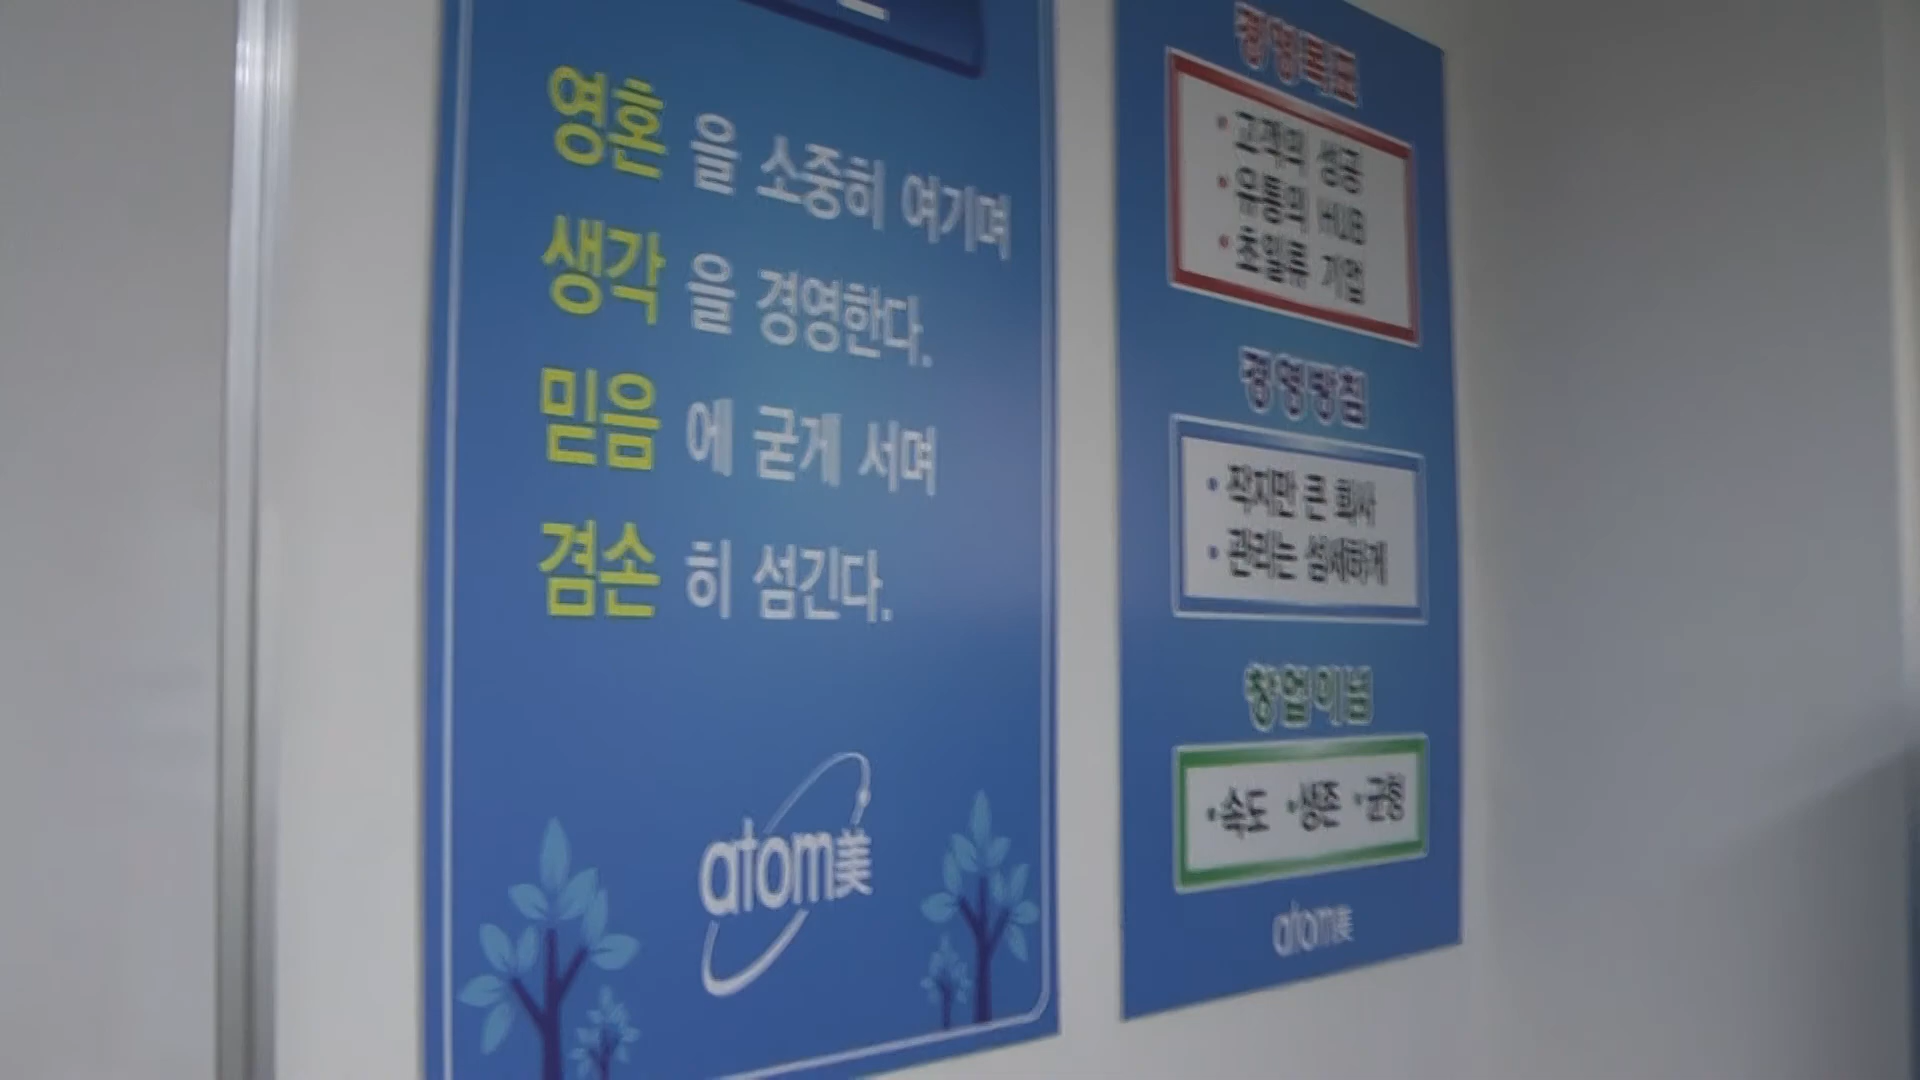 영혼을 소중히 여기며
생각을 경영한다.
믿음에 굳게 서며
겸손히 섬긴다.
atom美
경영목표
• 고객의 성공
• 유통의 HUB
• 초일류 기업
경영방침
• 작지만 큰 회사
• 관리는 섬세하게
창업이념
• 속도 • 생존 • 균형
atom美